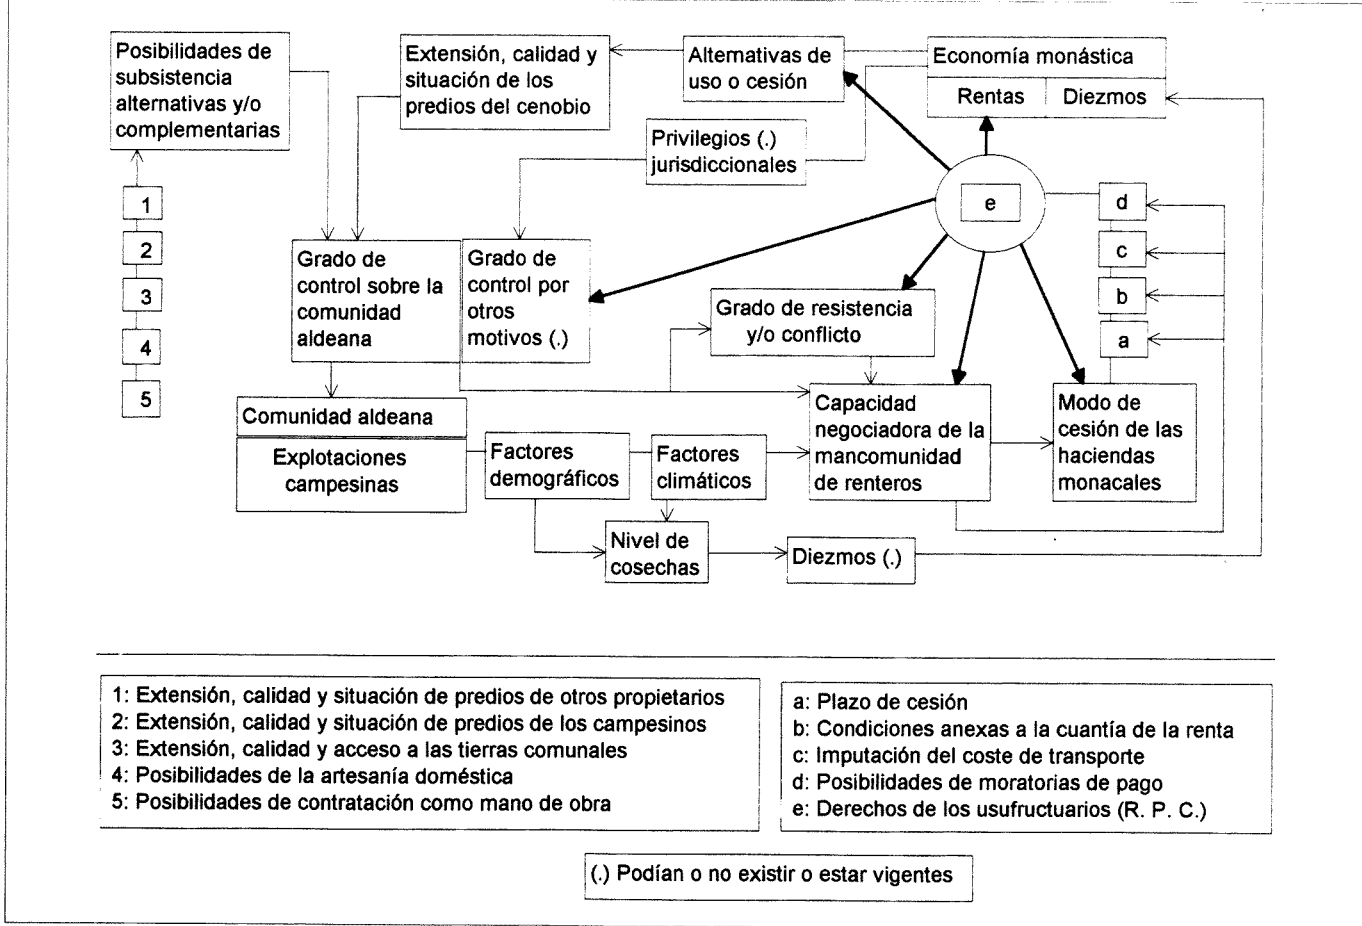 Posibilidades de
subsistencia
alternativas y/o
complementarias
Extensión, calidad y
situación de los
predios del cenobio
Alternativas de
uso o cesión
Economía monástica
Rentas
Diezmos
Privilegios (.)
jurisdiccionales
1
2
3
4
5
e
d
c
b
a
Grado de
control sobre la
comunidad
aldeana
Grado de
control por
otros
motivos (.)
Grado de resistencia
y/o conflicto
Comunidad aldeana
Explotaciones
campesinas
Factores
demográficos
Factores
climáticos
Capacidad
negociadora de la
mancomunidad
de renteros
Modo de
cesión de las
haciendas
monacales
Nivel de
cosechas
Diezmos (.)
1: Extensión, calidad y situación de predios de otros propietarios
2: Extensión, calidad y situación de predios de los campesinos
3: Extensión, calidad y acceso a las tierras comunales
4: Posibilidades de la artesanía doméstica
5: Posibilidades de contratación como mano de obra
a: Plazo de cesión
b: Condiciones anexas a la cuantía de la renta
c: Imputación del coste de transporte
d: Posibilidades de moratorias de pago
e: Derechos de los usufructuarios (R. P. C.)
(.) Podían o no existir o estar vigentes